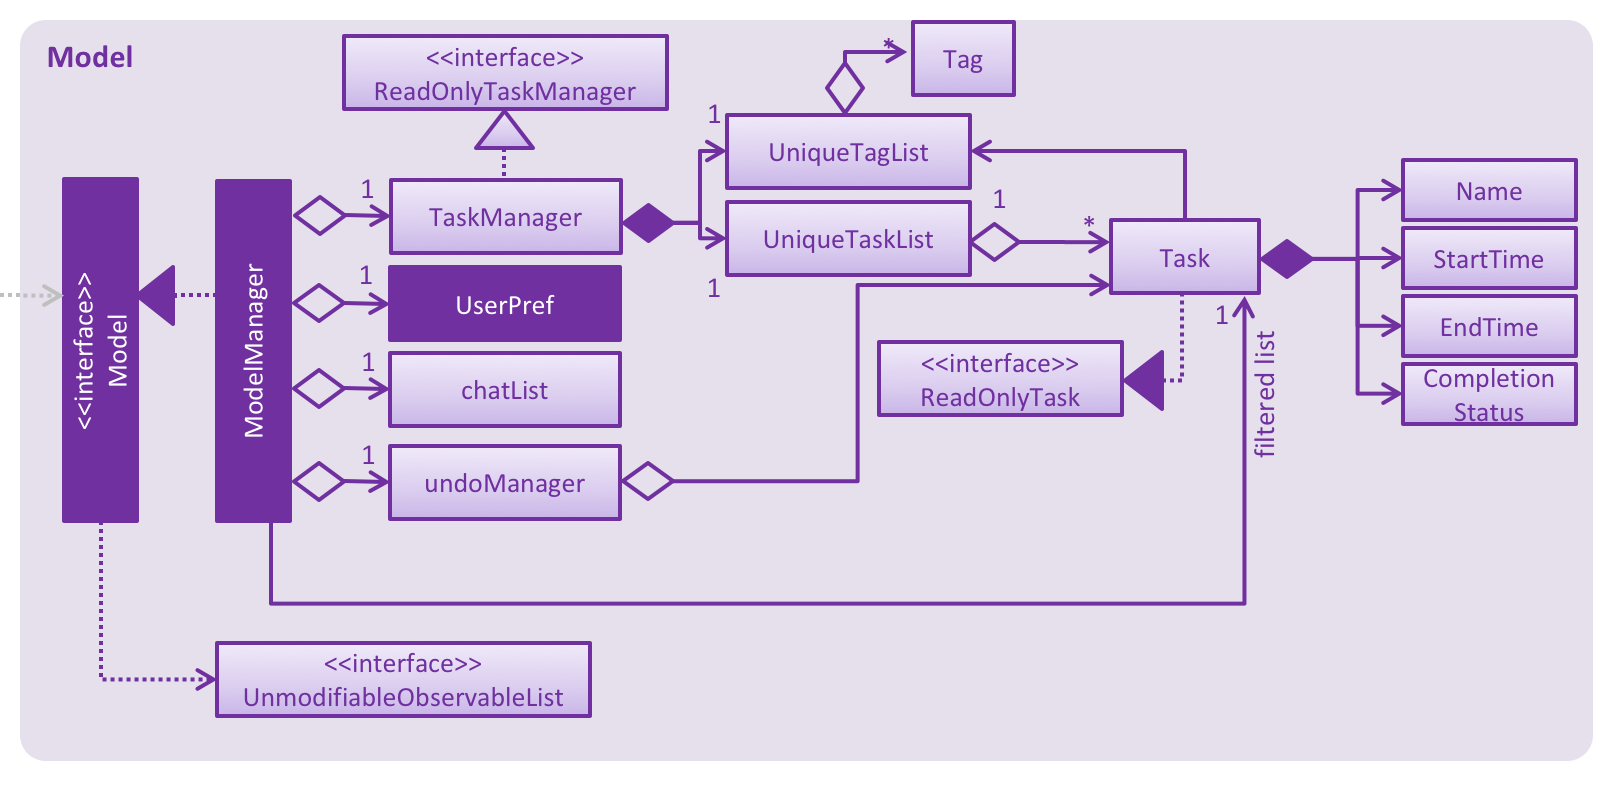 Model
<<interface>>
ReadOnlyTaskManager
*
Tag
1
UniqueTagList
<<interface>>
Model
ModelManager
1
TaskManager
UniqueTaskList
1
1
*
Task
Name
StartTime
EndTime
Completion
Status
1
UserPref
1
chatList
1
undoManager
<<interface>>
ReadOnlyTask
1
filtered list
<<interface>>
UnmodifiableObservableList